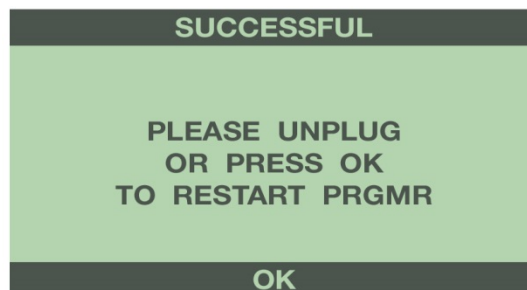 SUCCESSFUL
PLEASE UNPLUG
OR PRESS OK
TO RESTART PRGMR
OK